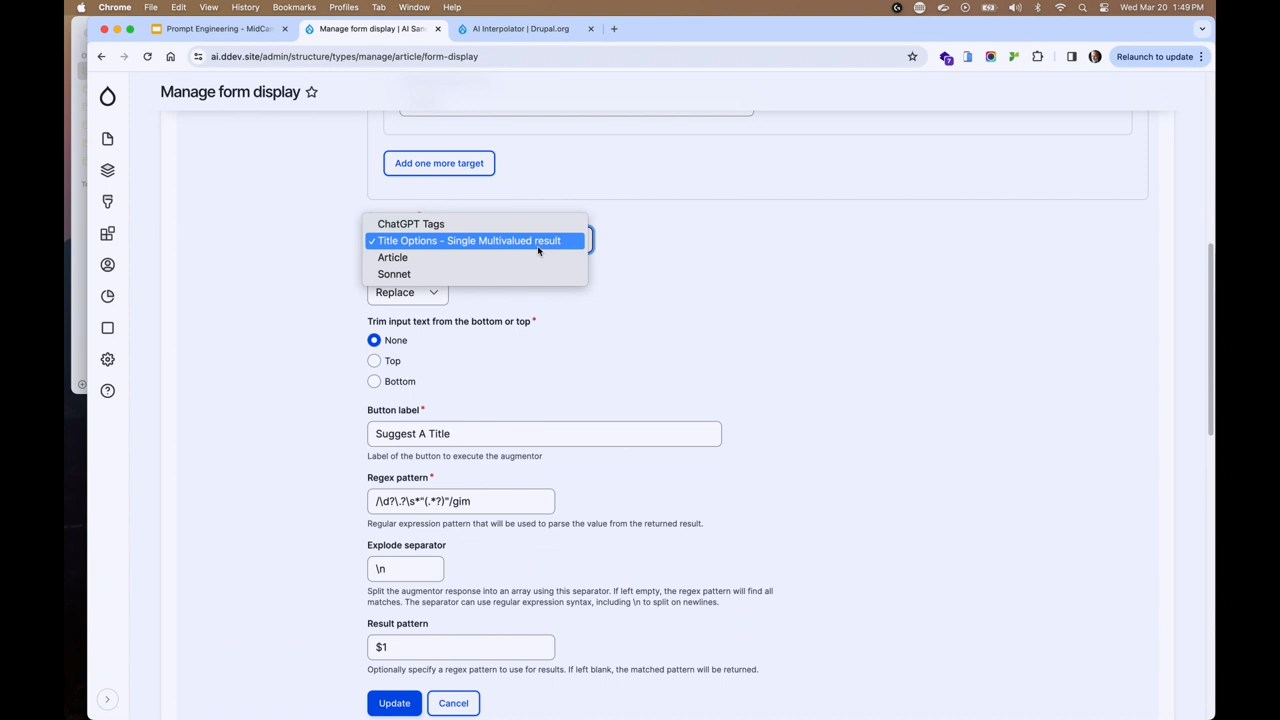 Chrome File Edit View History Bookmarks Profiles Tab Window Help Wed Mar 20 1:49 PM
Prompt Engineering - MidCam
Manage form display | AI San
AI Interpolator | Drupal.org
ai.ddev.site/admin/structure/types/manage/article/form-display
7
Relaunch to update
Manage form display
Add one more target
ChatGPT Tags
✓ Title Options - Single Multivalued result
Article
Sonnet
Replace
Trim input text from the bottom or top*
None
Top
Bottom
Button label*
Suggest A Title
Label of the button to execute the augmentor
Regex pattern*
/\d?\.?\s*"(.*?)"/gim
Regular expression pattern that will be used to parse the value from the returned result.
Explode separator
\n
Split the augmentor response into an array using this separator. If left empty, the regex pattern will find all
matches. The separator can use regular expression syntax, including \n to split on newlines.
Result pattern
$1
Optionally specify a regex pattern to use for results. If left blank, the matched pattern will be returned.
Update Cancel